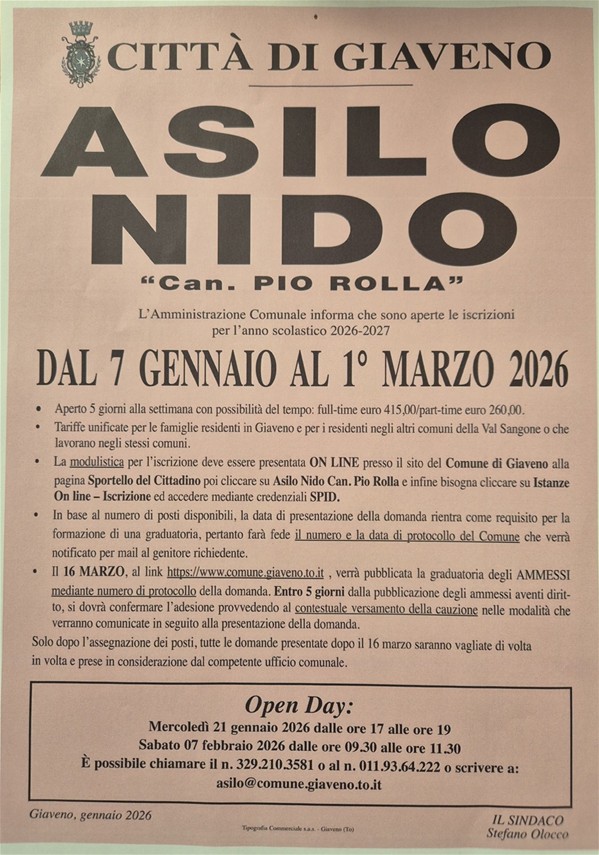 CITTÀ DI GIAVENO
ASILO
NIDO
“Can. PIO ROLLA”
L’Amministrazione Comunale informa che sono aperte le iscrizioni
per l’anno scolastico 2026-2027
DAL 7 GENNAIO AL 1° MARZO 2026
• Aperto 5 giorni alla settimana con possibilità del tempo: full-time euro 415,00/part-time euro 260,00.
• Tariffe unificate per le famiglie residenti in Giaveno e per i residenti negli altri comuni della Val Sangone o che
lavorano negli stessi comuni.
• La modulistica per l’iscrizione deve essere presentata ON LINE presso il sito del Comune di Giaveno alla
pagina Sportello del Cittadino poi cliccare su Asilo Nido Can. Pio Rolla e infine bisogna cliccare su Istanze
On line – Iscrizione ed accedere mediante credenziali SPID.
• In base al numero di posti disponibili, la data di presentazione della domanda rientra come requisito per la
formazione di una graduatoria, pertanto farà fede il numero e la data di protocollo del Comune che verrà
notificato per mail al genitore richiedente.
• Il 16 MARZO, al link https://www.comune.giaveno.to.it , verrà pubblicata la graduatoria degli AMMESSI
mediante numero di protocollo della domanda. Entro 5 giorni dalla pubblicazione degli ammessi aventi dirit-
to, si dovrà confermare l’adesione provvedendo al contestuale versamento della cauzione nelle modalità che
verranno comunicate in seguito alla presentazione della domanda.
Solo dopo l’assegnazione dei posti, tutte le domande presentate dopo il 16 marzo saranno vagliate di volta
in volta e prese in considerazione dal competente ufficio comunale.
Open Day:
Mercoledì 21 gennaio 2026 dalle ore 17 alle ore 19
Sabato 07 febbraio 2026 dalle ore 09.30 alle ore 11.30
È possibile chiamare il n. 329.210.3581 o al n. 011.93.64.222 o scrivere a:
asilo@comune.giaveno.to.it
Giaveno, gennaio 2026
IL SINDACO
Stefano Olocco
Tipografia Commerciale s.a.s. - Giaveno (To)